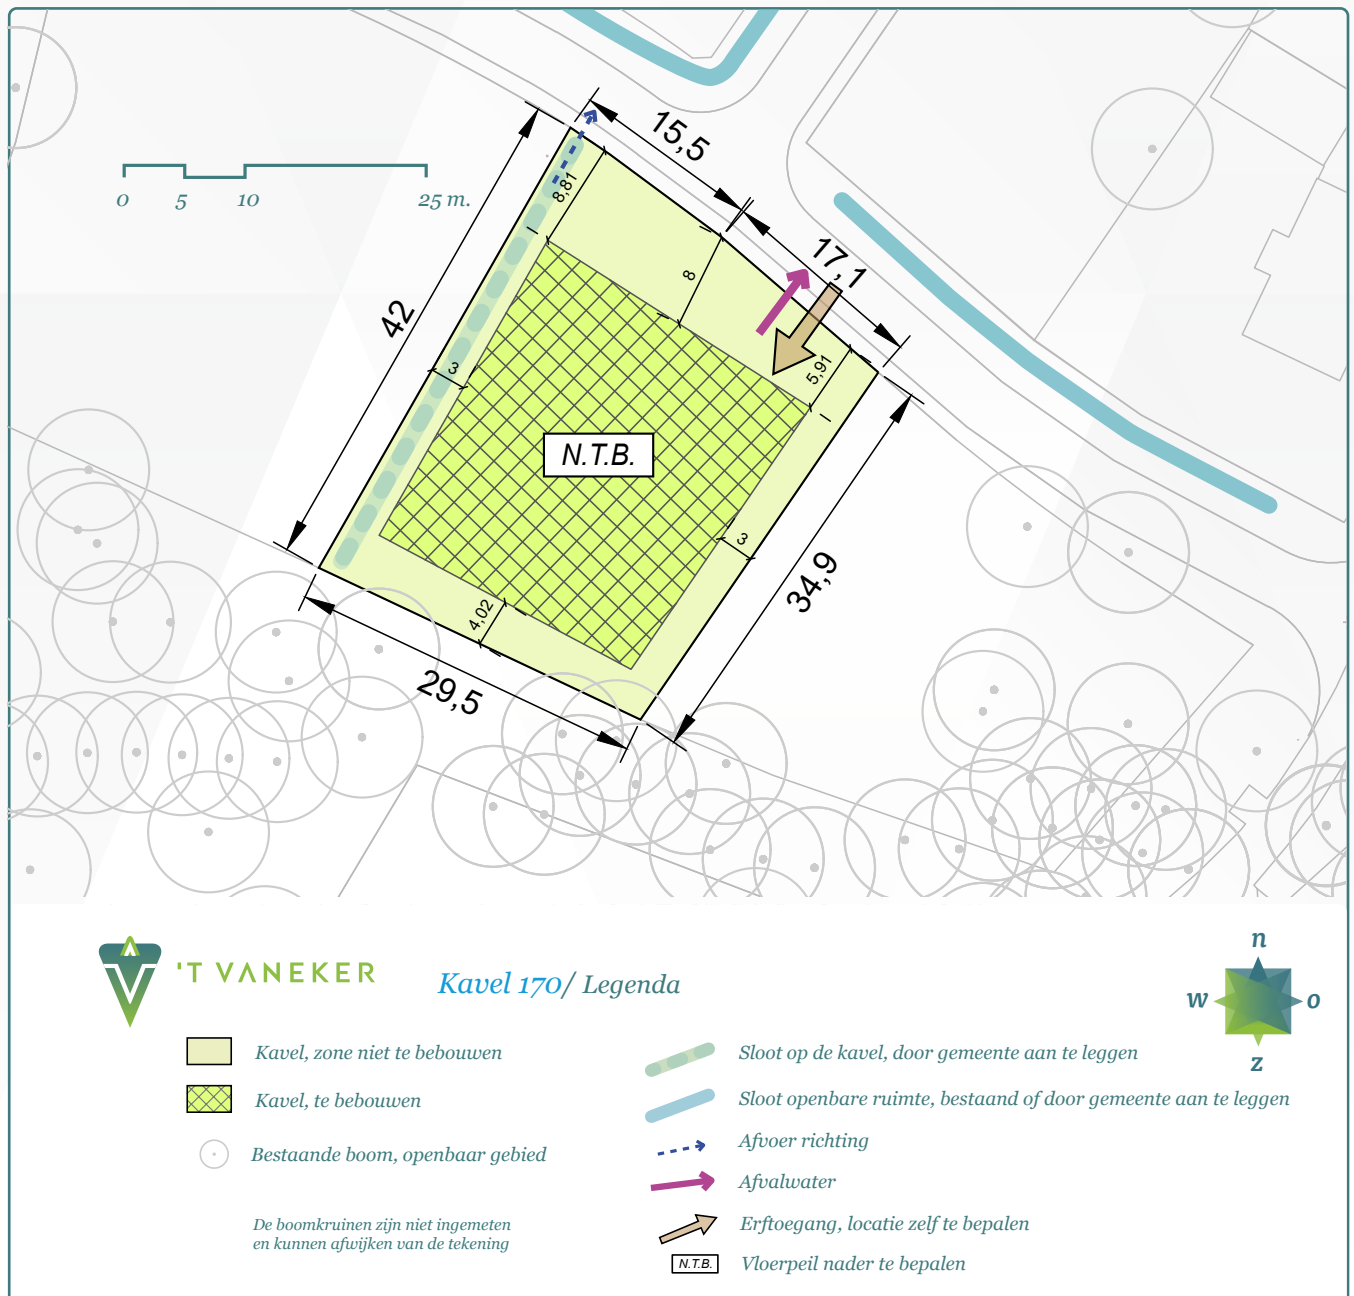 15,5
17,1
8,81
0 5 10 25 m.
8
42
5,91
3
N.T.B.
3
34,9
4,02
29,5
'T VANEKER
Kavel 170/ Legenda
n
w o
z
Kavel, zone niet te bebouwen
Kavel, te bebouwen
Bestaande boom, openbaar gebied
De boomkruinen zijn niet ingemeten
en kunnen afwijken van de tekening
Sloot op de kavel, door gemeente aan te leggen
Sloot openbare ruimte, bestaand of door gemeente aan te leggen
Afvoer richting
Afvalwater
Erftoegang, locatie zelf te bepalen
N.T.B. Vloerpeil nader te bepalen